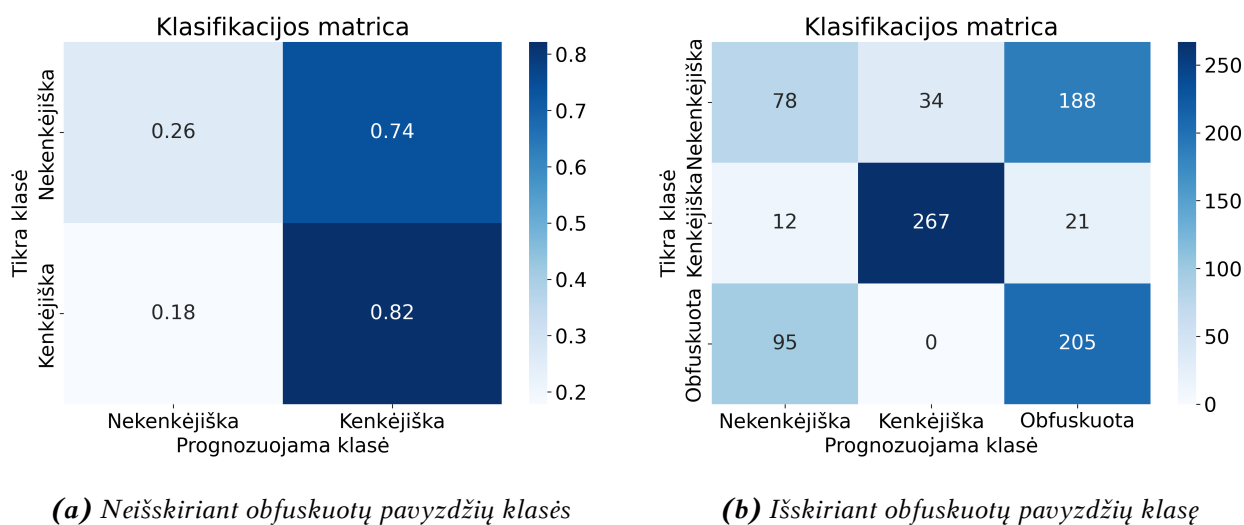 Klasifikacijos matrica
Tikra klasė
Nekenkėjiška
Kenkėjiška
0.26 0.74
0.18 0.82
Nekenkėjiška Kenkėjiška
Prognozuojama klasė
0.8
0.7
0.6
0.5
0.4
0.3
0.2
(a) Neišskiriant obfuskuotų pavyzdžių klasės
Klasifikacijos matrica
Tikra klasė
Nekenkėjiška
Kenkėjiška
Obfuskuota
78 34 188
12 267 21
95 0 205
Nekenkėjiška Kenkėjiška Obfuskuota
Prognozuojama klasė
250
200
150
100
50
0
(b) Išskiriant obfuskuotų pavyzdžių klasę